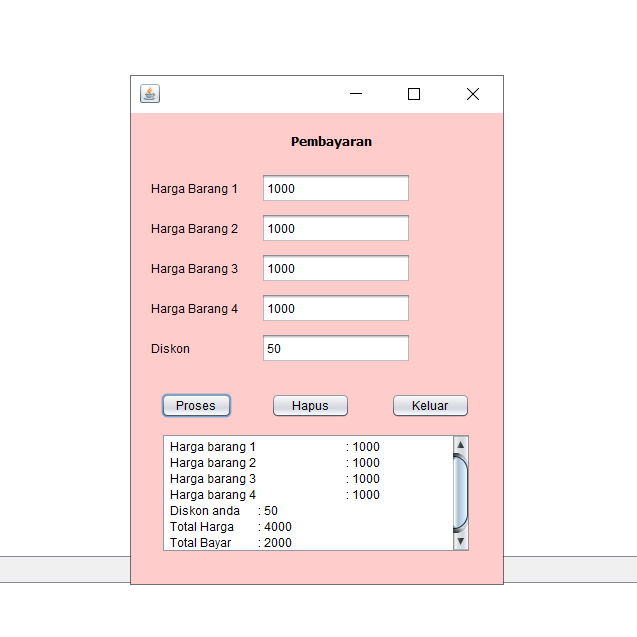 Pembayaran
Harga Barang 1 1000
Harga Barang 2 1000
Harga Barang 3 1000
Harga Barang 4 1000
Diskon 50
Proses Hapus Keluar
Harga barang 1 : 1000
Harga barang 2 : 1000
Harga barang 3 : 1000
Harga barang 4 : 1000
Diskon anda : 50
Total Harga : 4000
Total Bayar : 2000